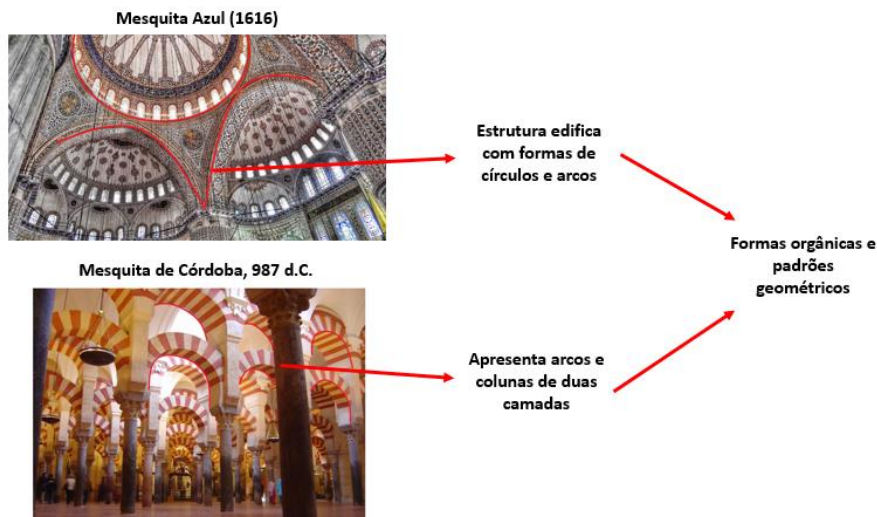 Mesquita Azul (1616)
Estrutura edifica
com formas de
círculos e arcos
Formas orgânicas e
padrões
geométricos
Mesquita de Córdoba, 987 d.C.
Apresenta arcos e
colunas de duas
camadas